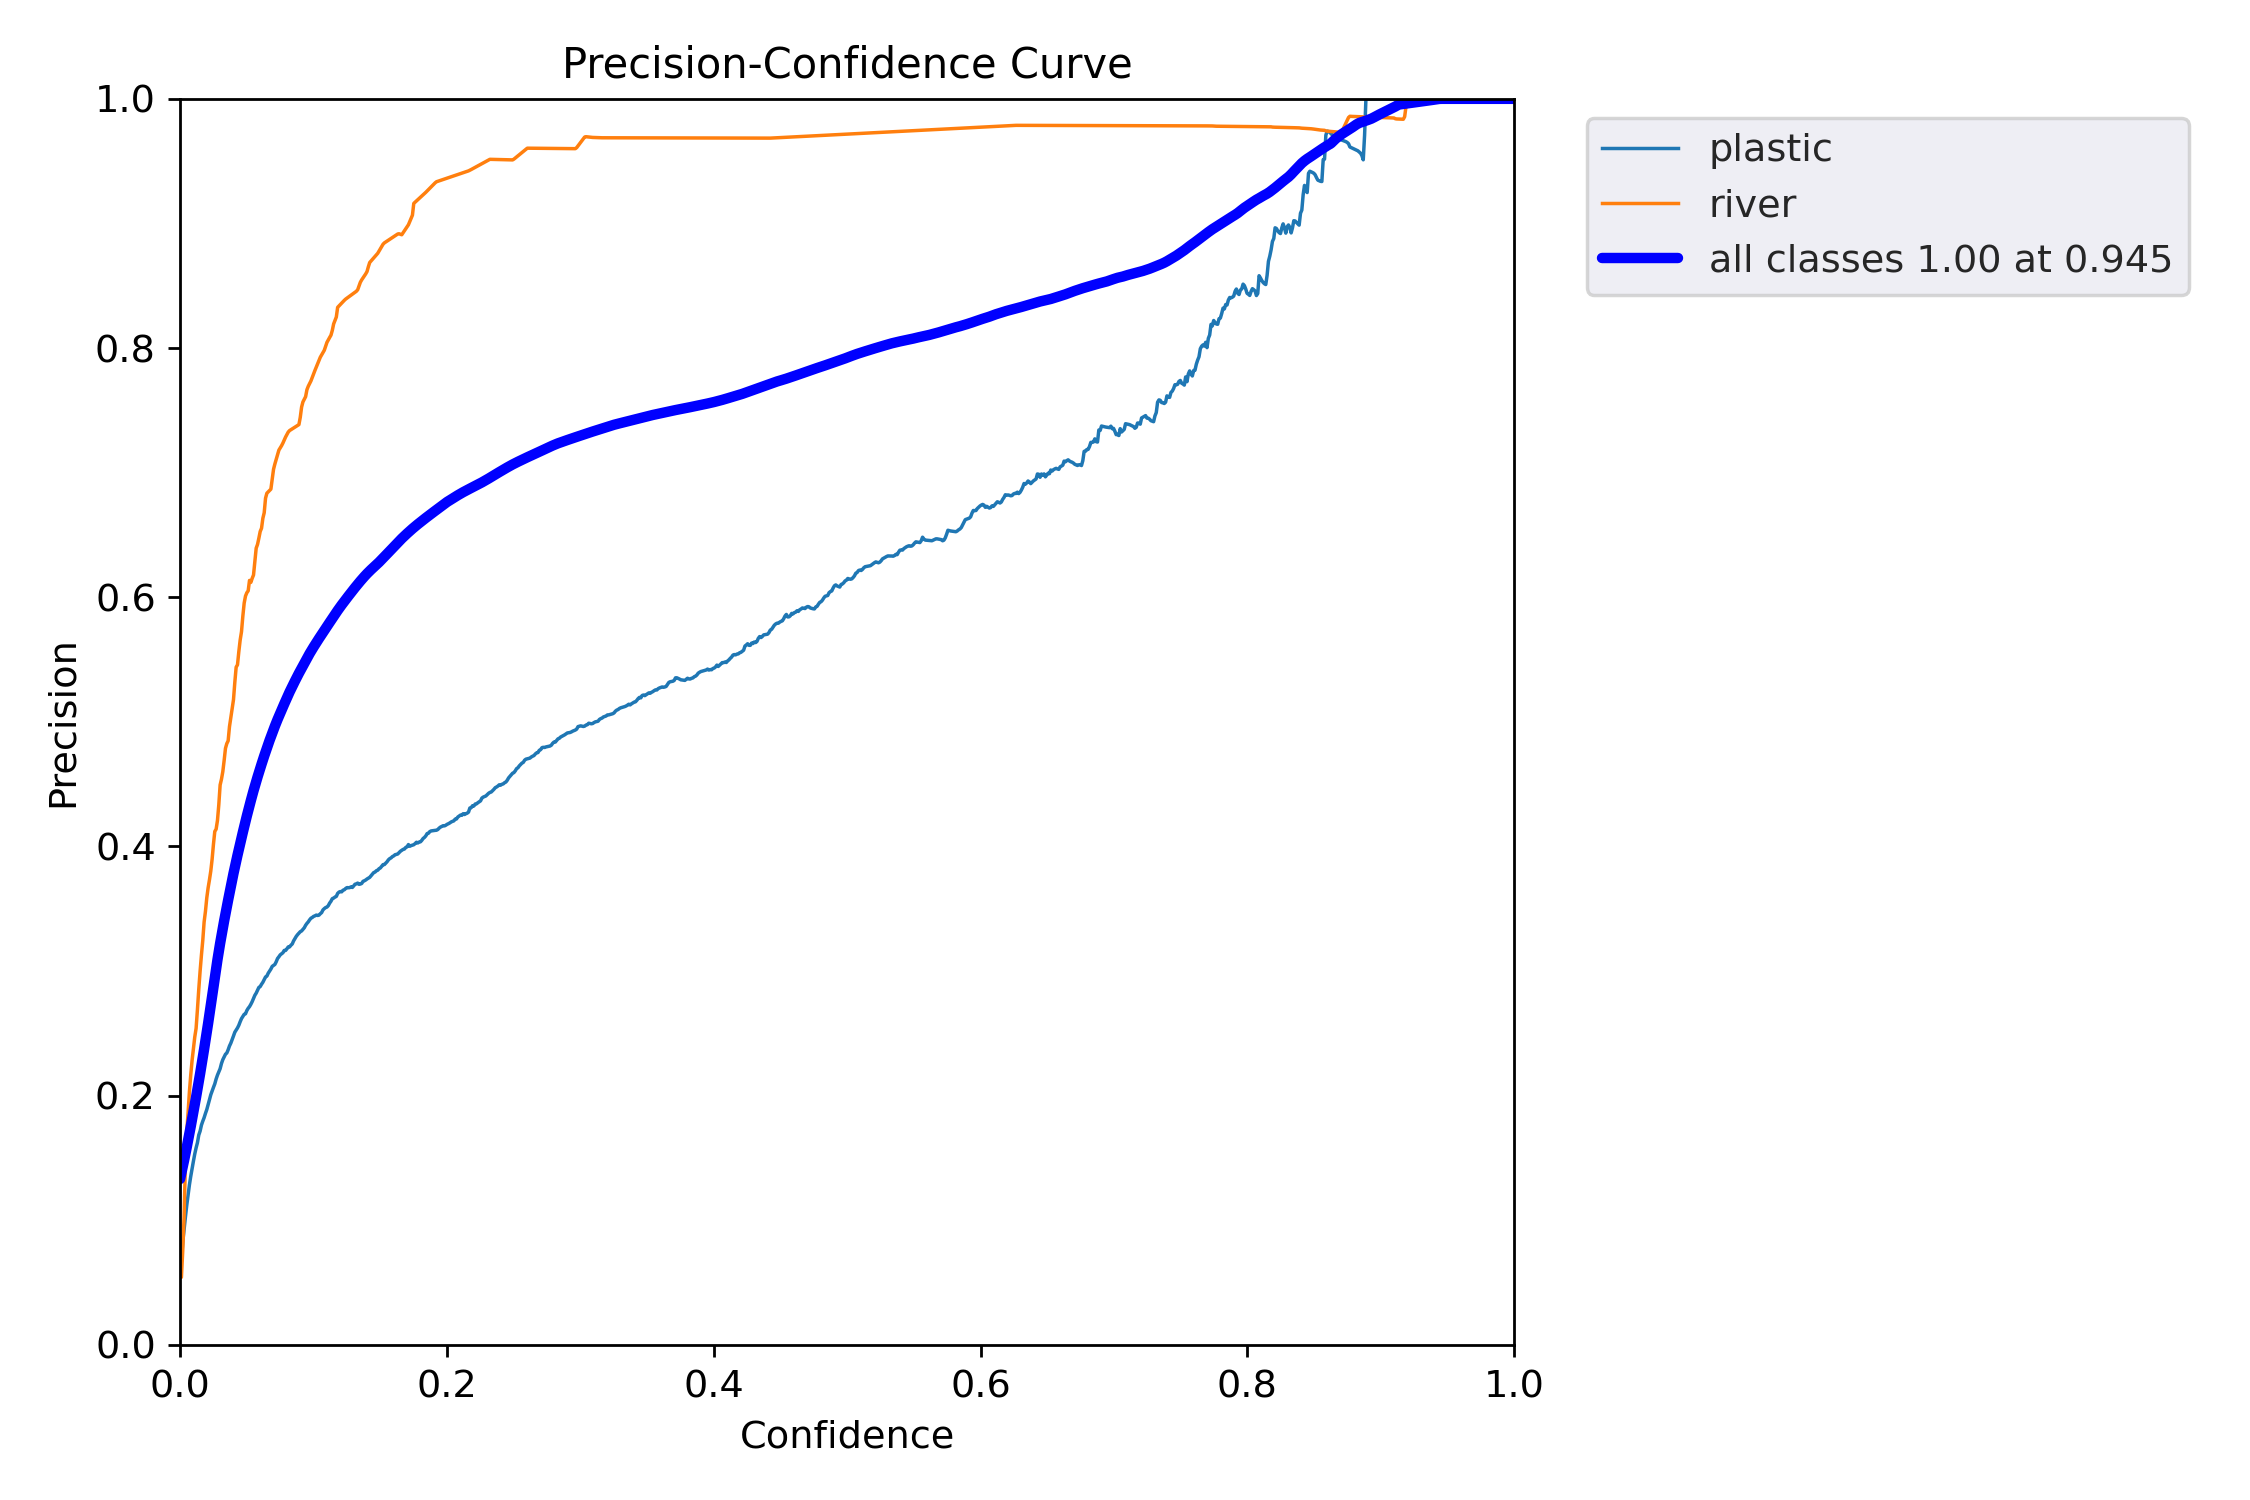 Precision-Confidence Curve
1.0
0.8
0.6
0.4
0.2
0.0
Precision
0.0 0.2 0.4 0.6 0.8 1.0
Confidence
plastic
river
all classes 1.00 at 0.945